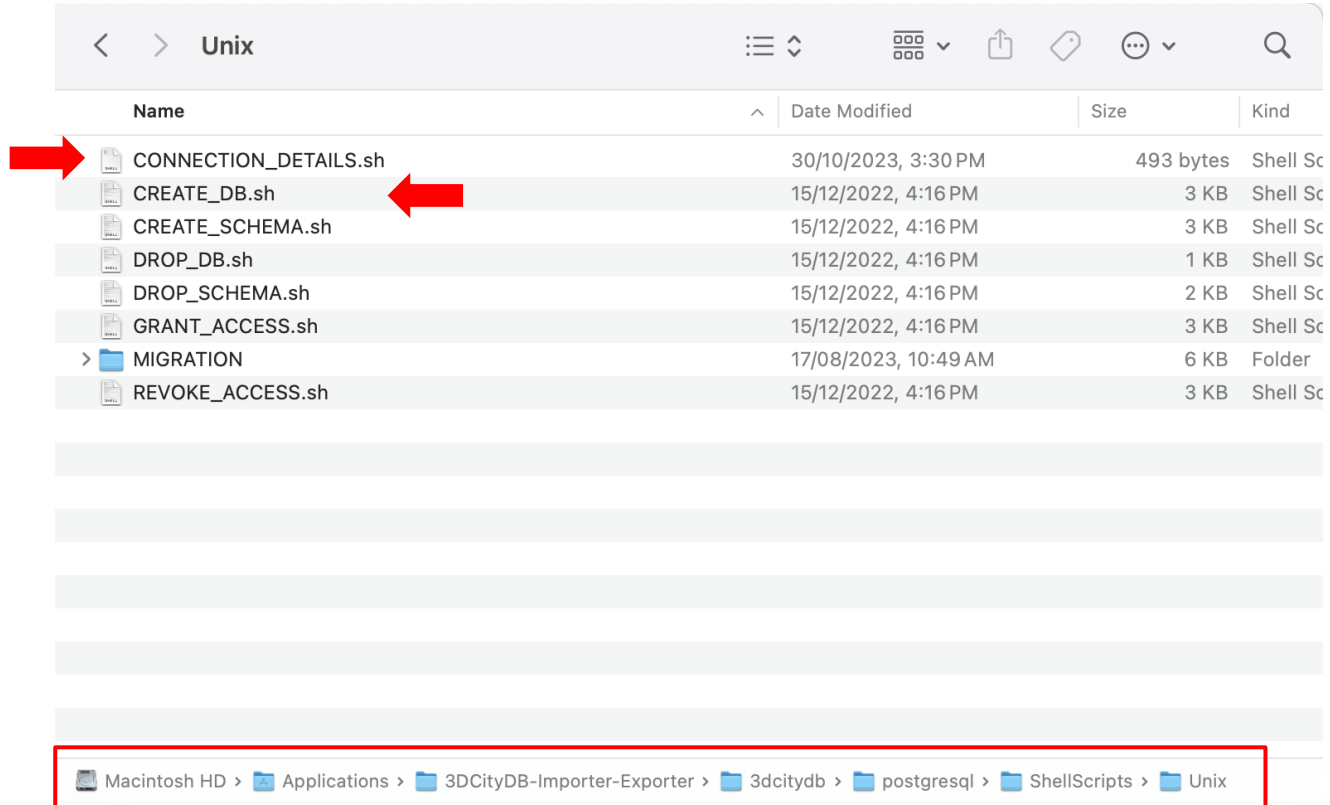 Unix
Name Date Modified Size Kind
CONNECTION_DETAILS.sh 30/10/2023, 3:30 PM 493 bytes Shell Sc
CREATE_DB.sh 15/12/2022, 4:16 PM 3 KB Shell Sc
CREATE_SCHEMA.sh 15/12/2022, 4:16 PM 3 KB Shell Sc
DROP_DB.sh 15/12/2022, 4:16 PM 1 KB Shell Sc
DROP_SCHEMA.sh 15/12/2022, 4:16 PM 2 KB Shell Sc
GRANT_ACCESS.sh 15/12/2022, 4:16 PM 3 KB Shell Sc
MIGRATION 17/08/2023, 10:49 AM 6 KB Folder
REVOKE_ACCESS.sh 15/12/2022, 4:16 PM 3 KB Shell Sc
Macintosh HD › Applications › 3DCityDB-Importer-Exporter › 3dcitydb › postgresql › ShellScripts › Unix